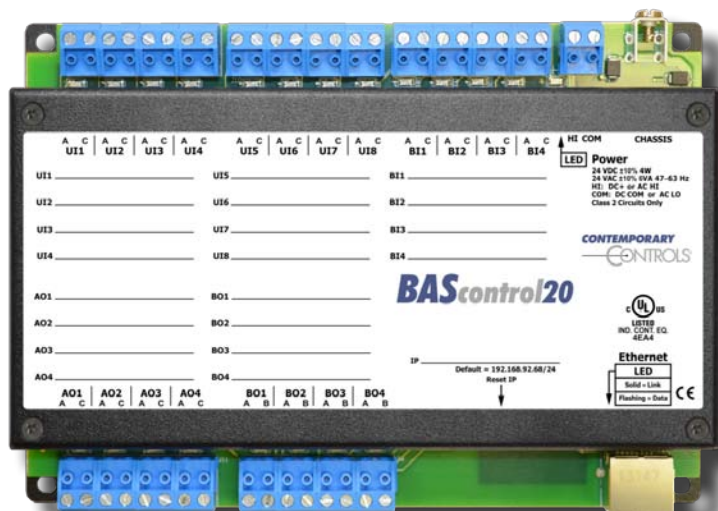 A C A C A C A C A C A C A C A C A C A C A C A C HI COM CHASSIS
UI1 UI2 UI3 UI4 UI5 UI6 UI7 UI8 BI1 BI2 BI3 BI4
LED Power
24 VDC ±10% 4W
24 VAC ±10% 6VA 47–63 Hz
HI: DC+ or AC HI
COM: DC COM or AC LO
Class 2 Circuits Only
UI1 UI5 BI1
UI2 UI6 BI2
UI3 UI7 BI3
UI4 UI8 BI4
CONTEMPORARY
CONTROLS
BAScontrol20
AO1 BO1
AO2 BO2
AO3 BO3
AO4 BO4
C UL US
LISTED
IND. CONT. EQ.
4EA4
IP
Default = 192.168.92.68/24
Reset IP
Ethernet
LED
Solid = Link
Flashing = Data
CE
AO1 AO2 AO3 AO4 BO1 BO2 BO3 BO4
A C A C A C A C A B A B A B A B